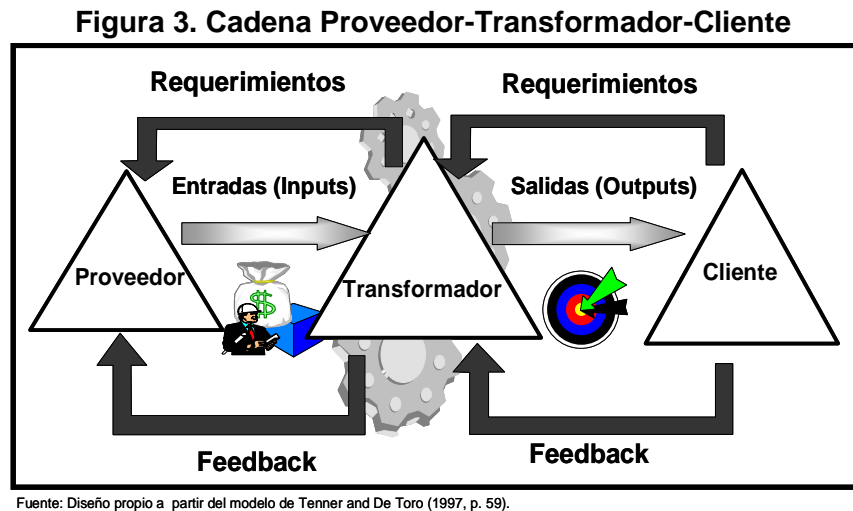 Figura 3. Cadena Proveedor-Transformador-Cliente
Requerimientos
Requerimientos
Entradas (Inputs)
Salidas (Outputs)
Proveedor
$
Transformador
Cliente
Feedback
Feedback
Fuente: Diseño propio a partir del modelo de Tenner and De Toro (1997, p. 59).